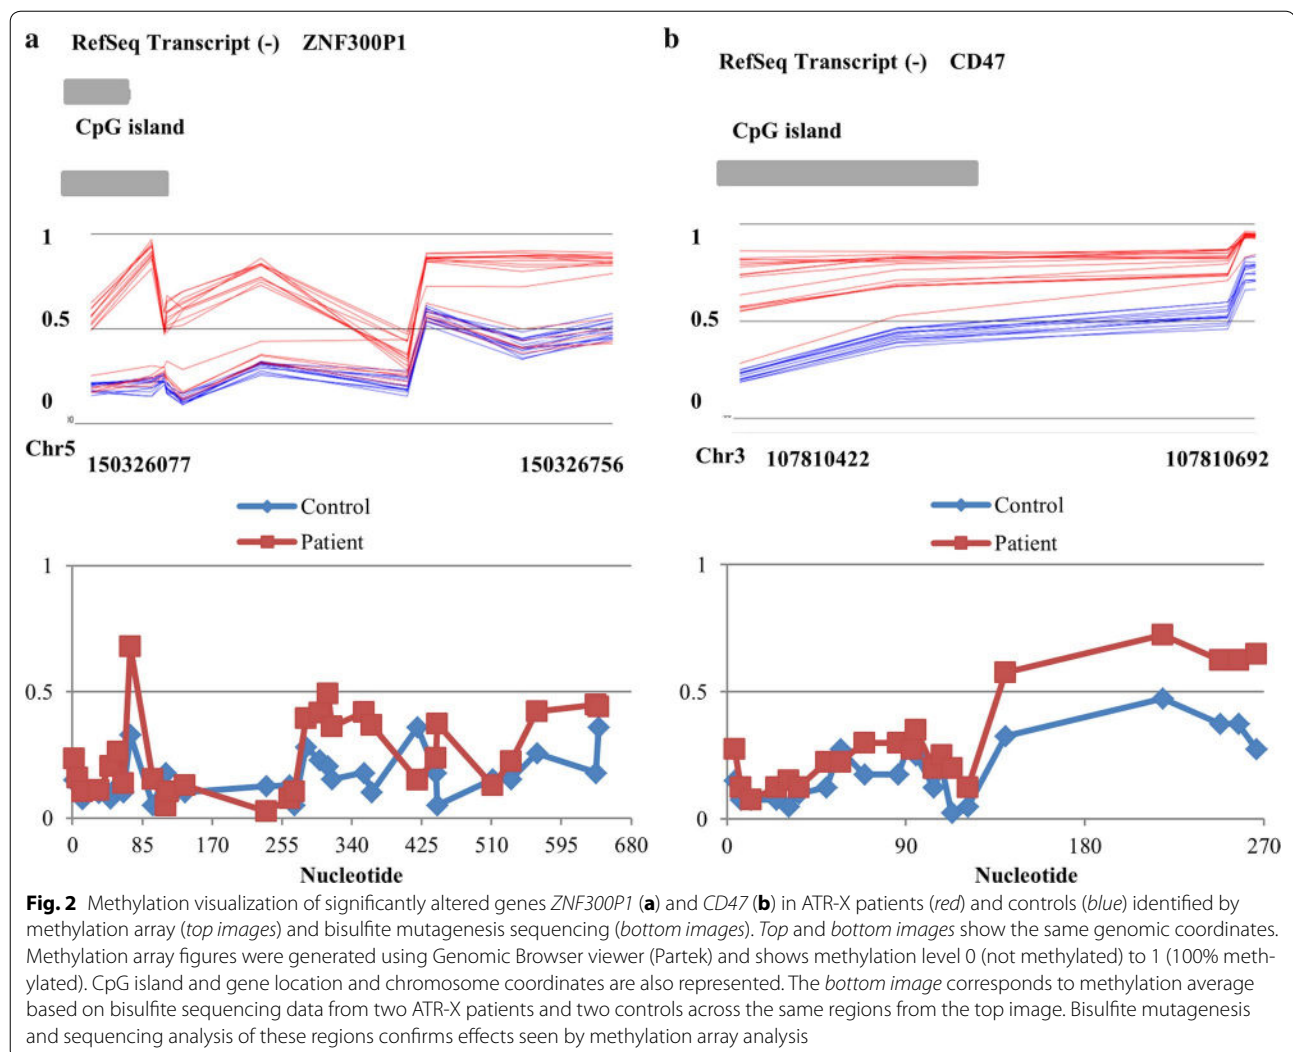 a RefSeq Transcript (-) ZNF300P1
CpG island
1
0.5
0
Chr5
150326077 150326756
Control
Patient
1
0.5
0
0 85 170 255 340 425 510 595 680
Nucleotide
b
RefSeq Transcript (-) CD47
CpG island
1
0.5
0
Chr3 107810422 107810692
Control
Patient
1
0.5
0
0 90 180 270
Nucleotide
Fig. 2 Methylation visualization of significantly altered genes ZNF300P1 (a) and CD47 (b) in ATR-X patients (red) and controls (blue) identified by
methylation array (top images) and bisulfite mutagenesis sequencing (bottom images). Top and bottom images show the same genomic coordinates.
Methylation array figures were generated using Genomic Browser viewer (Partek) and shows methylation level 0 (not methylated) to 1 (100% meth-
ylated). CpG island and gene location and chromosome coordinates are also represented. The bottom image corresponds to methylation average
based on bisulfite sequencing data from two ATR-X patients and two controls across the same regions from the top image. Bisulfite mutagenesis
and sequencing analysis of these regions confirms effects seen by methylation array analysis